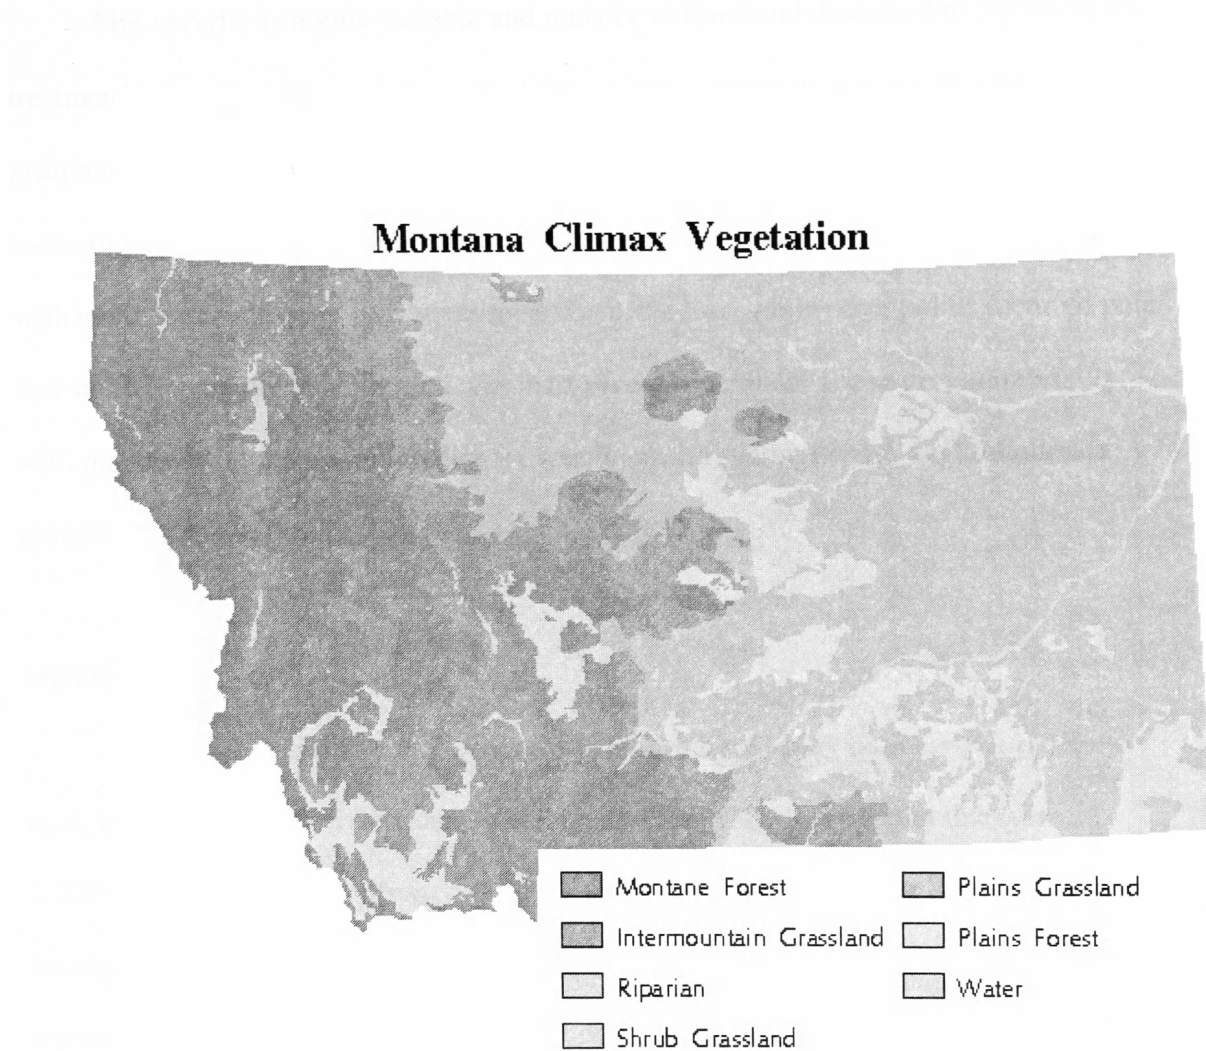 Montana Climax Vegetation
Montane Forest
Intermountain Grassland
Riparian
Shrub Grassland
Plains Grassland
Plains Forest
Water